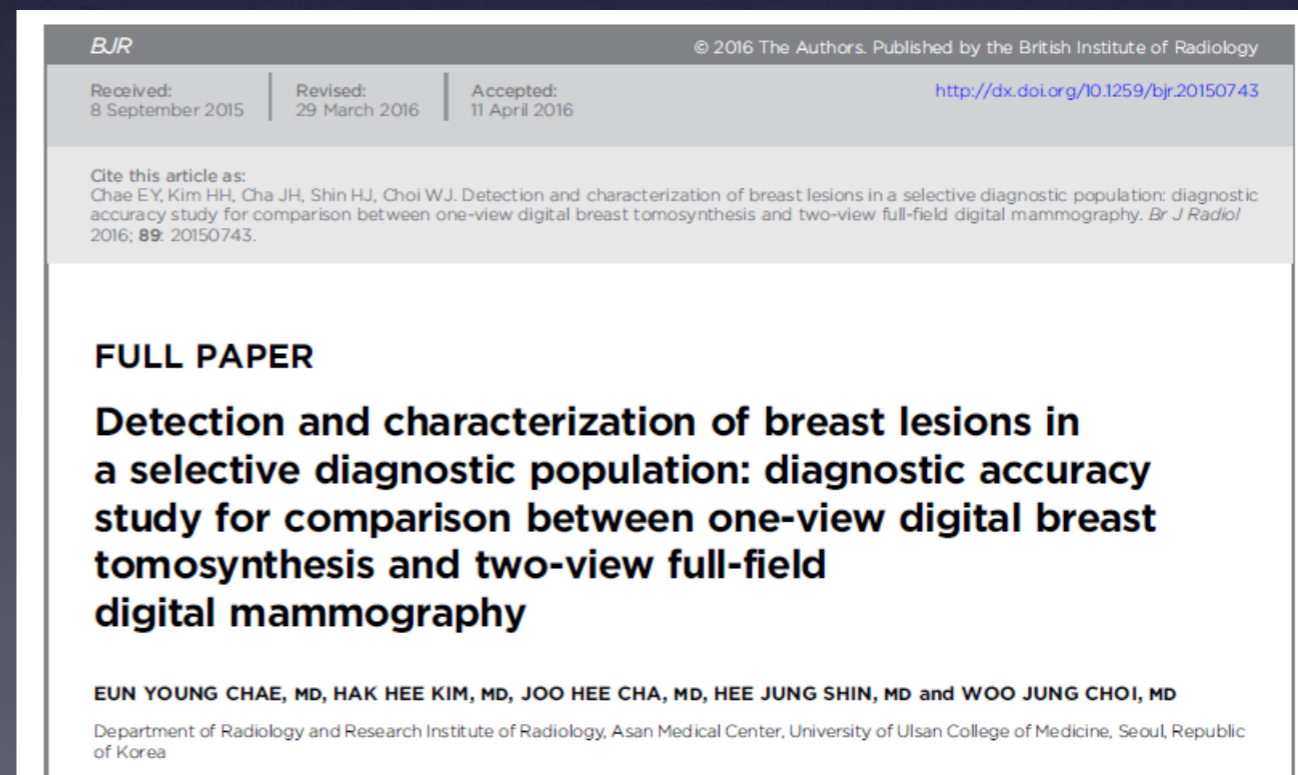 BJR
© 2016 The Authors. Published by the British Institute of Radiology
Received:
8 September 2015
Revised:
29 March 2016
Accepted:
11 April 2016
http://dx.doi.org/10.1259/bjr.20150743
Cite this article as:
Chae EY, Kim HH, Cha JH, Shin HJ, Choi WJ. Detection and characterization of breast lesions in a selective diagnostic population: diagnostic
accuracy study for comparison between one-view digital breast tomosynthesis and two-view full-field digital mammography. Br J Radiol
2016; 89: 20150743.
FULL PAPER
Detection and characterization of breast lesions in
a selective diagnostic population: diagnostic accuracy
study for comparison between one-view digital breast
tomosynthesis and two-view full-field
digital mammography
EUN YOUNG CHAE, MD, HAK HEE KIM, MD, JOO HEE CHA, MD, HEE JUNG SHIN, MD and WOO JUNG CHOI, MD
Department of Radiology and Research Institute of Radiology, Asan Medical Center, University of Ulsan College of Medicine, Seoul, Republic
of Korea